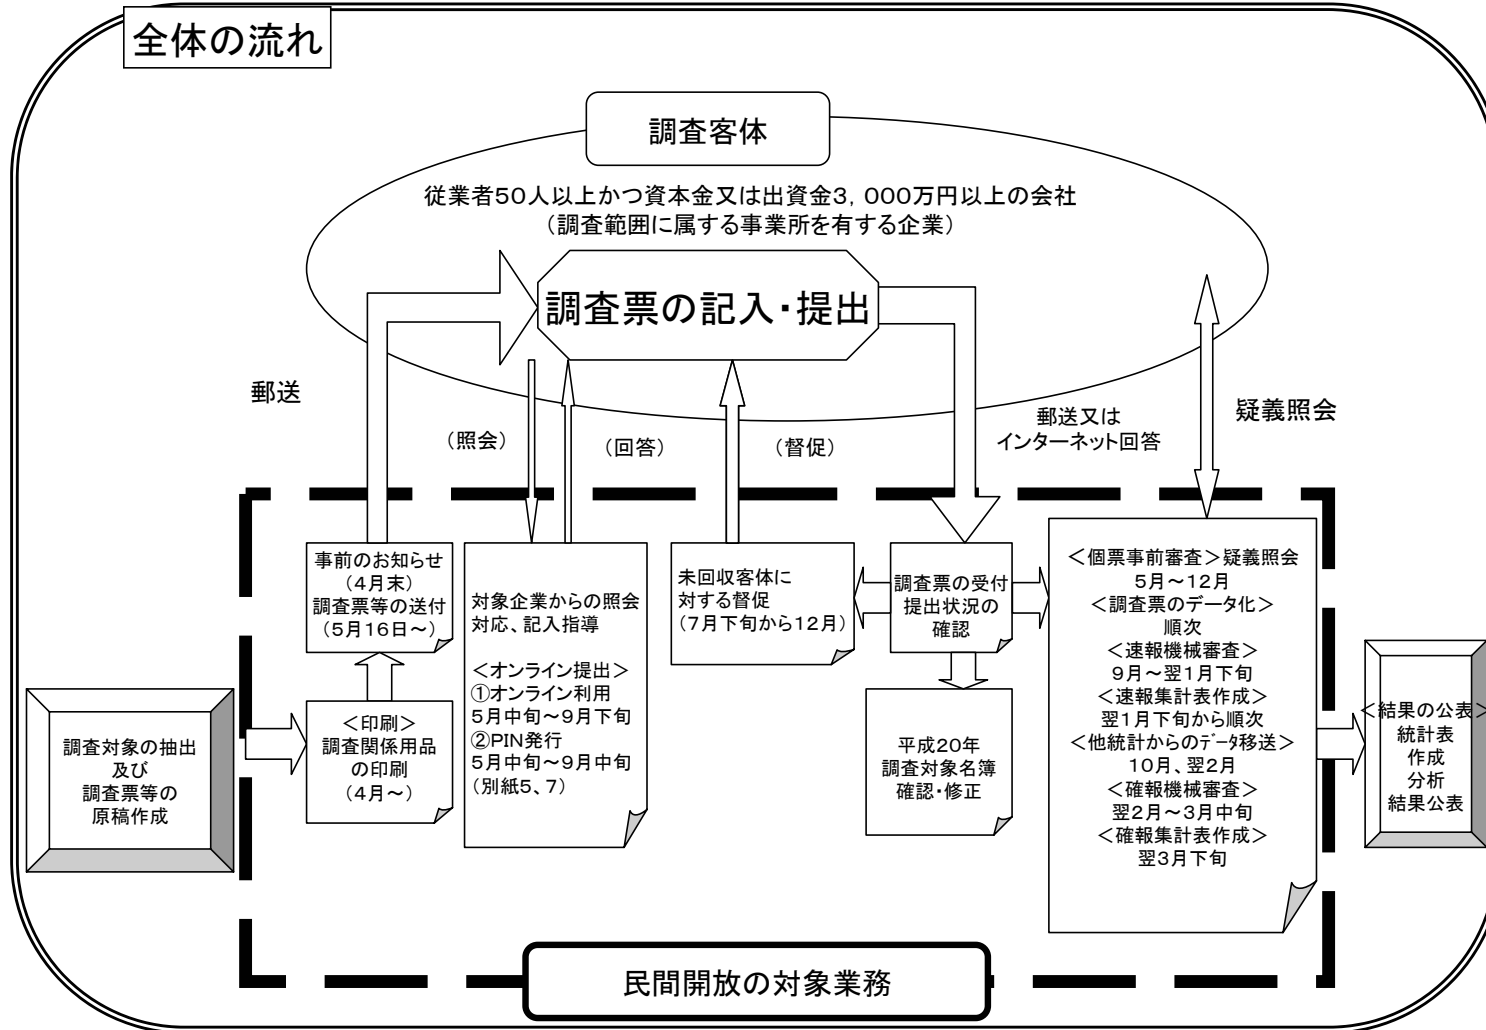 全体の流れ
調査客体
従業者50人以上かつ資本金又は出資金3,000万円以上の会社
(調査範囲に属する事業所を有する企業)
調査票の記入・提出
郵送
(照会)
(回答)
(督促)
郵送又は
インターネット回答
疑義照会
事前のお知らせ
(4月末)
調査票等の送付
(5月16日~)
対象企業からの照会
対応、記入指導
<オンライン提出>
①オンライン利用
5月中旬~9月下旬
②PIN発行
5月中旬~9月中旬
(別紙5、7)
未回収客体に
対する督促
(7月下旬から12月)
調査票の受付
提出状況の
確認
<個票事前審査>疑義照会
5月~12月
<調査票のデータ化>
順次
<速報機械審査>
9月~翌1月下旬
<速報集計表作成>
翌1月下旬から順次
<他統計からのデータ移送>
10月、翌2月
<確報機械審査>
翌2月~3月中旬
<確報集計表作成>
翌3月下旬
調査対象の抽出
及び
調査票等の
原稿作成
<印刷>
調査関係用品
の印刷
(4月~)
平成20年
調査対象名簿
確認・修正
<結果の公表>
統計表
作成
分析
結果公表
民間開放の対象業務